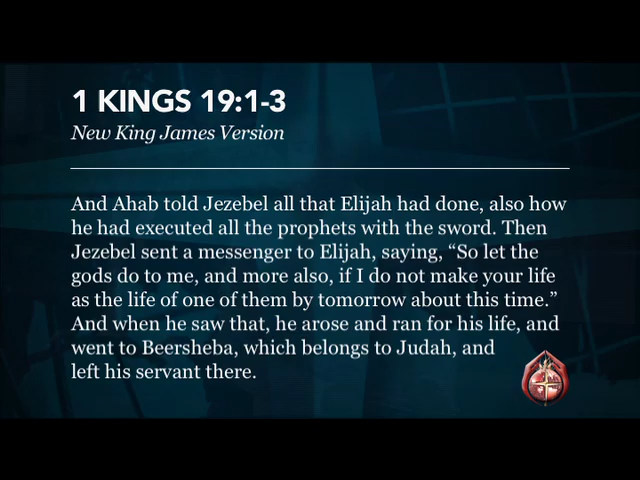 1 KINGS 19:1-3
New King James Version
And Ahab told Jezebel all that Elijah had done, also how
he had executed all the prophets with the sword. Then
Jezebel sent a messenger to Elijah, saying, “So let the
gods do to me, and more also, if I do not make your life
as the life of one of them by tomorrow about this time.”
And when he saw that, he arose and ran for his life, and
went to Beersheba, which belongs to Judah, and
left his servant there.